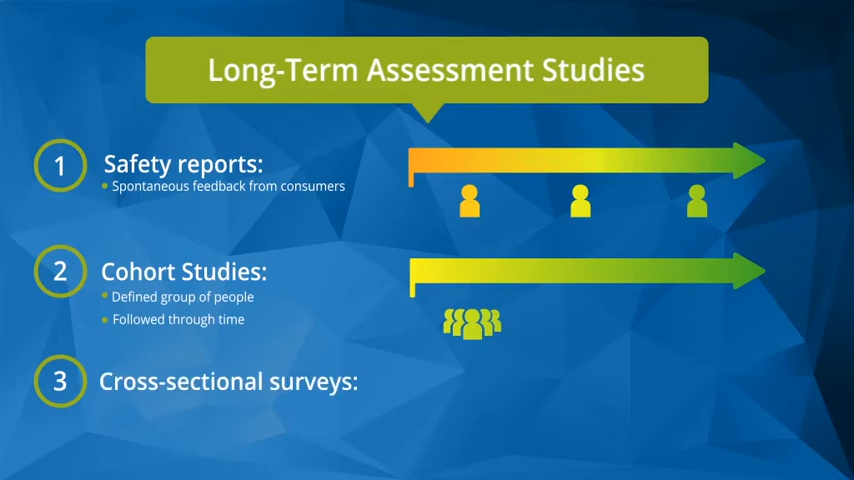 Long-Term Assessment Studies
1
Safety reports:
Spontaneous feedback from consumers
2
Cohort Studies:
Defined group of people
Followed through time
3
Cross-sectional surveys: